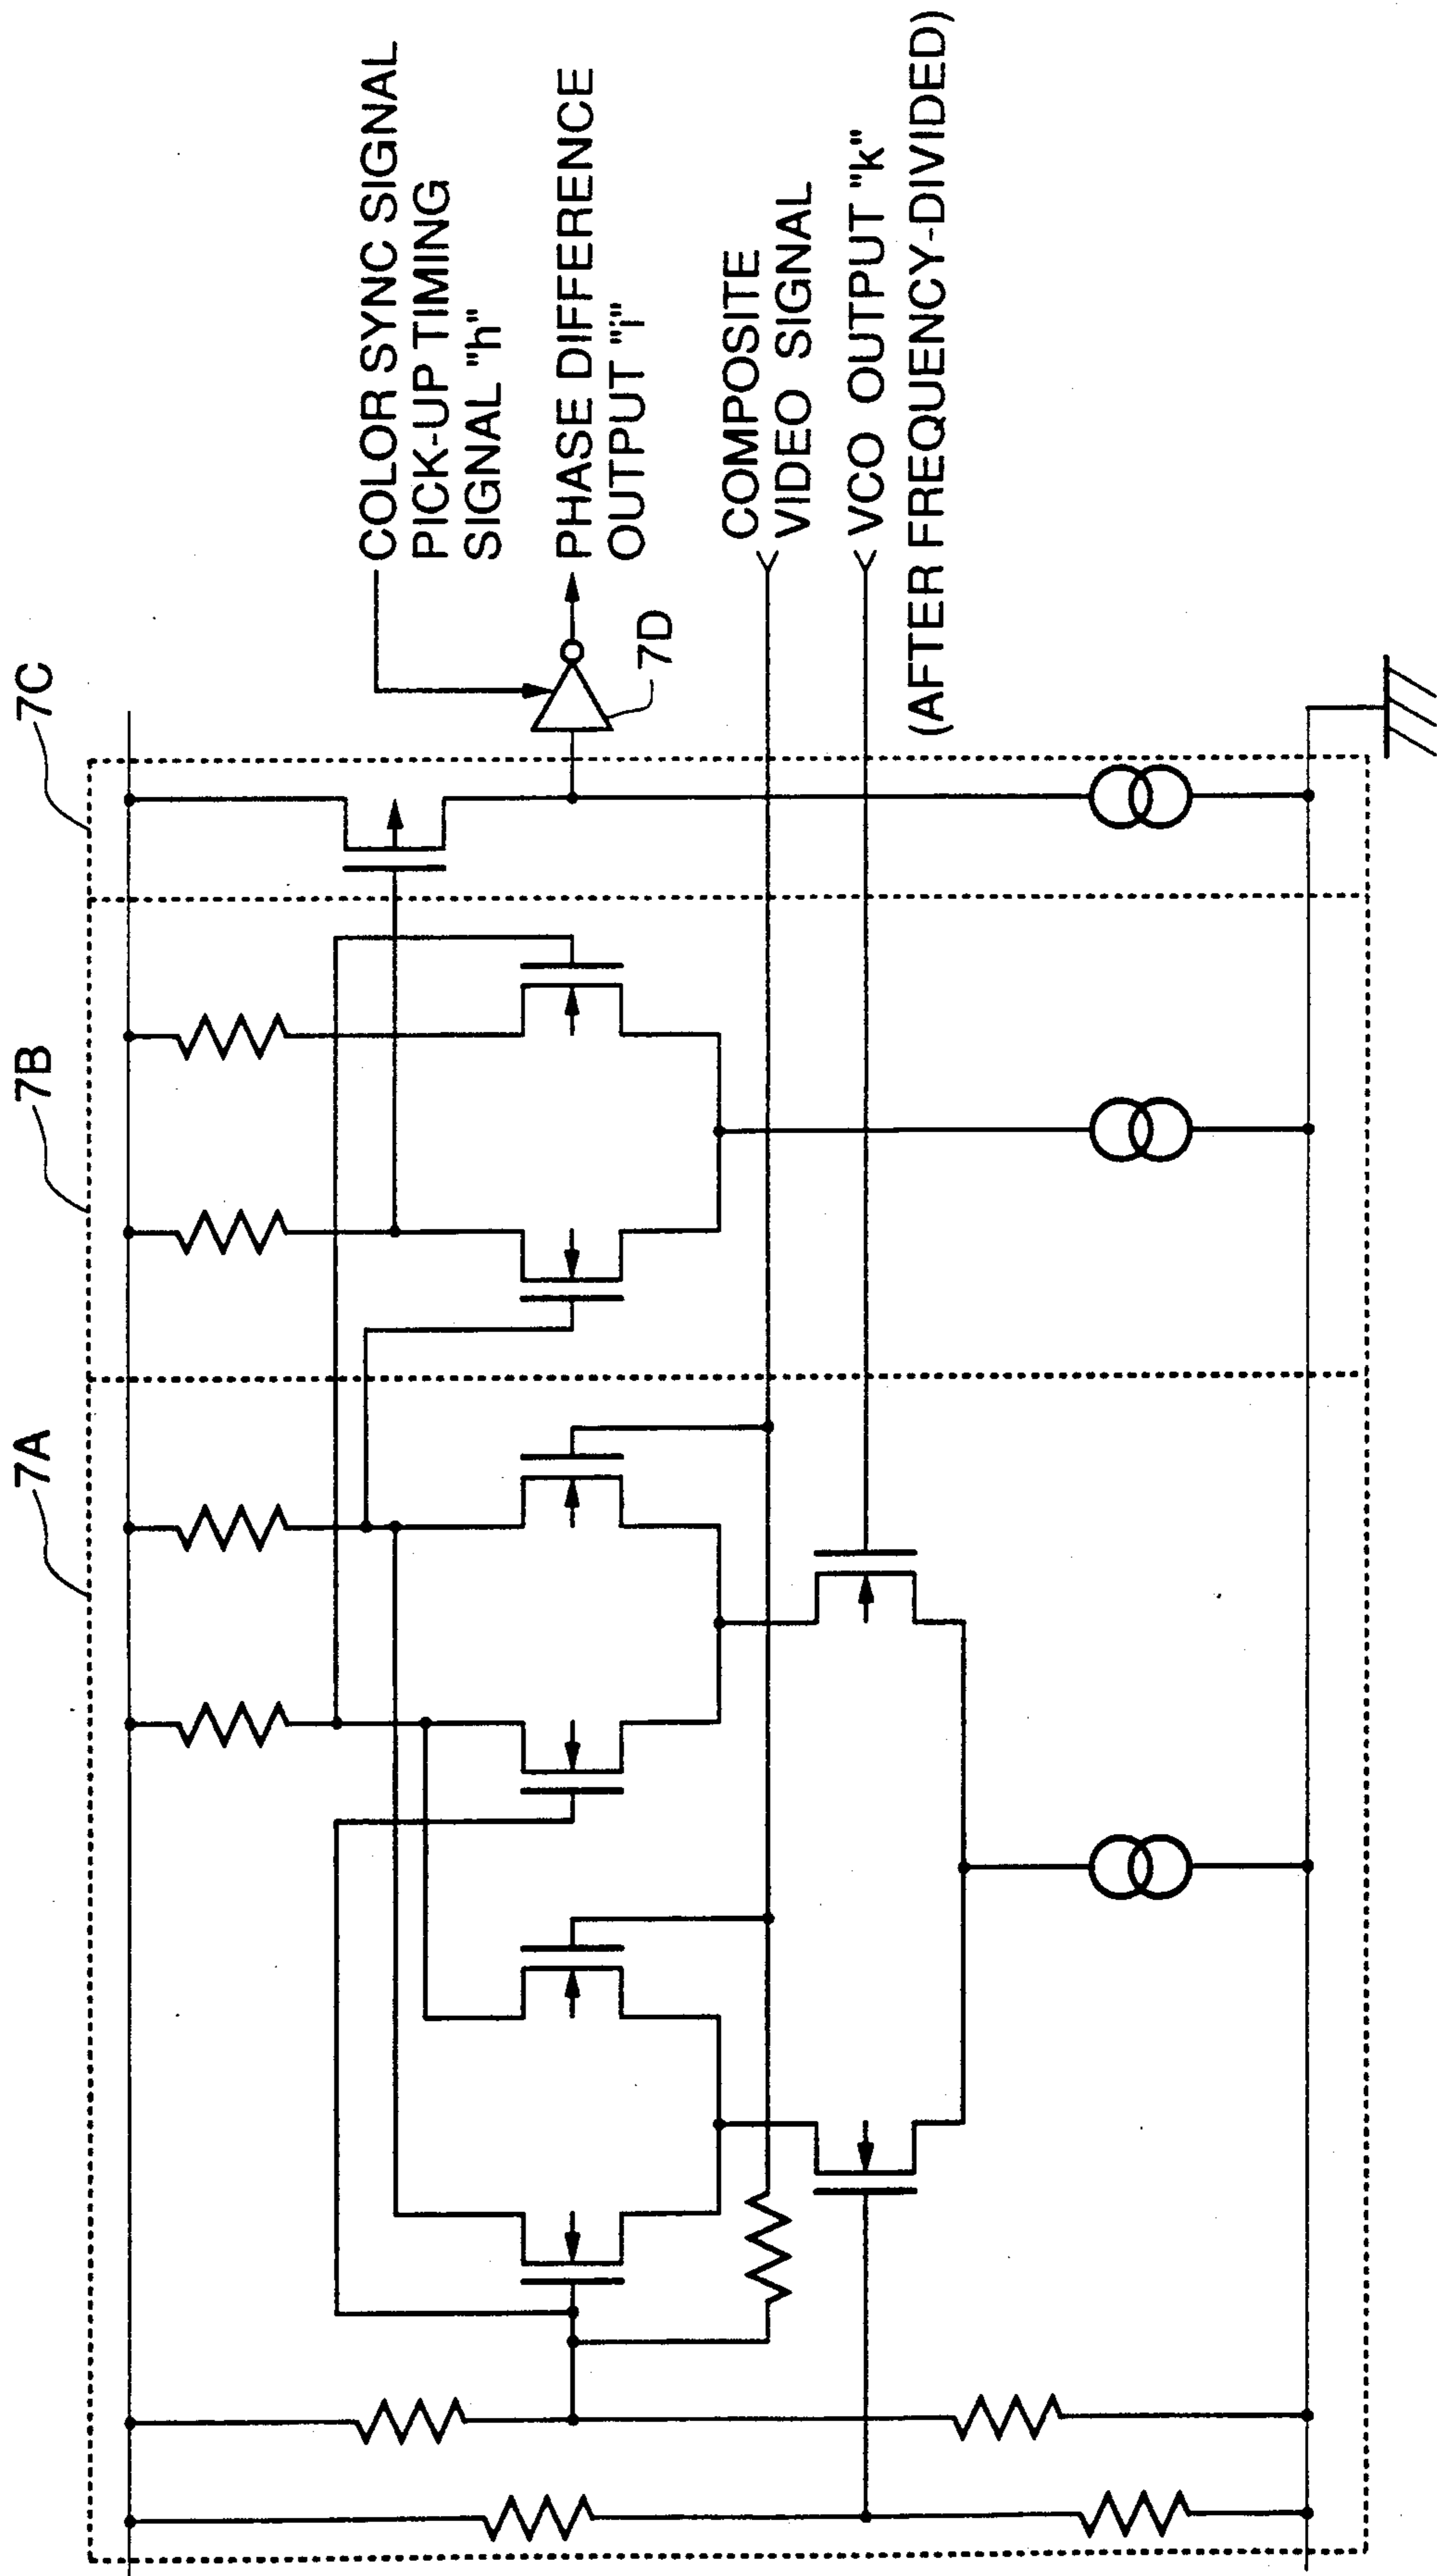 7A
7B
7C
COLOR SYNC SIGNAL
PICK-UP TIMING
SIGNAL "h"
PHASE DIFFERENCE
OUTPUT "i"
7D
COMPOSITE
VIDEO SIGNAL
VCO OUTPUT "k"
(AFTER FREQUENCY-DIVIDED)